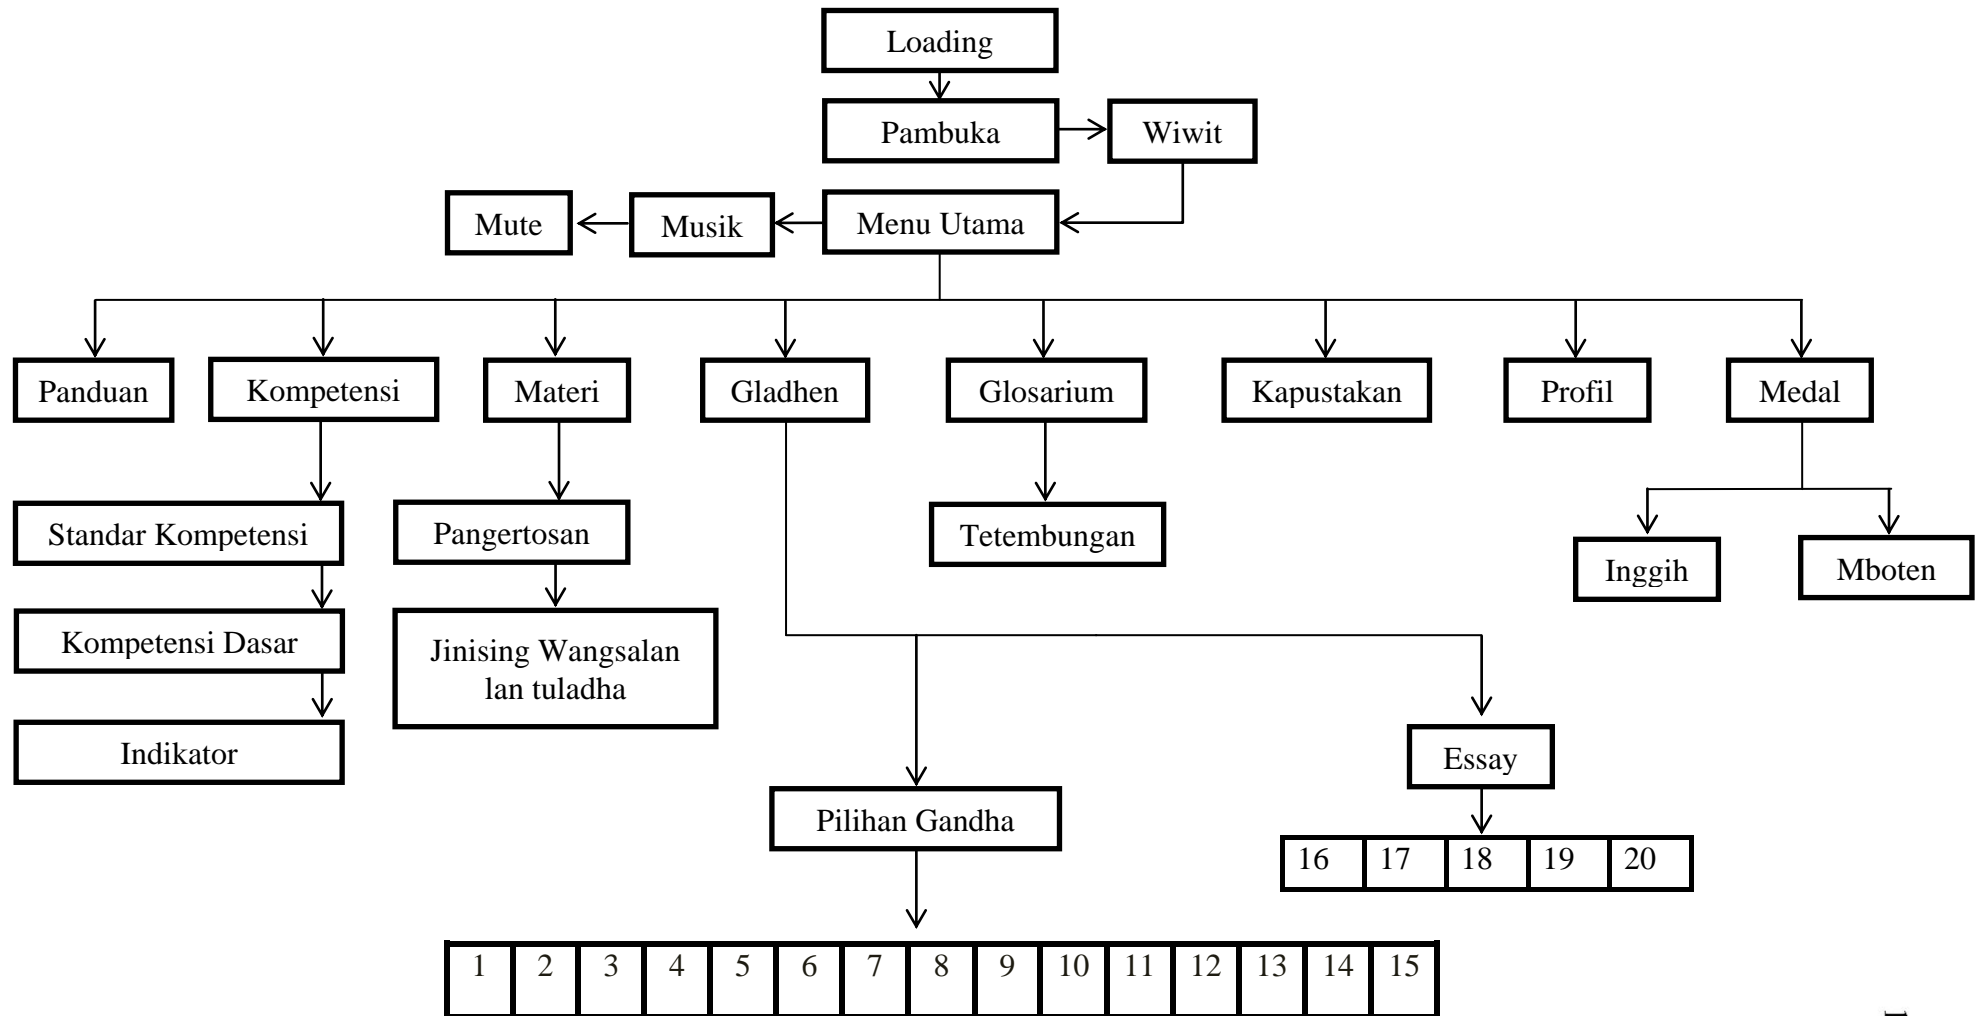 Loading
Pambuka
Wiwit
Mute
Musik
Menu Utama
Panduan
Kompetensi
Materi
Gladhen
Glosarium
Kapustakan
Profil
Medal
Standar Kompetensi
Pangertosan
Tetembungan
Inggih
Mboten
Kompetensi Dasar
Jinising Wangsalan
lan tuladha
Indikator
Essay
Pilihan Gandha
16 17 18 19 20
1 2 3 4 5 6 7 8 9 10 11 12 13 14 15